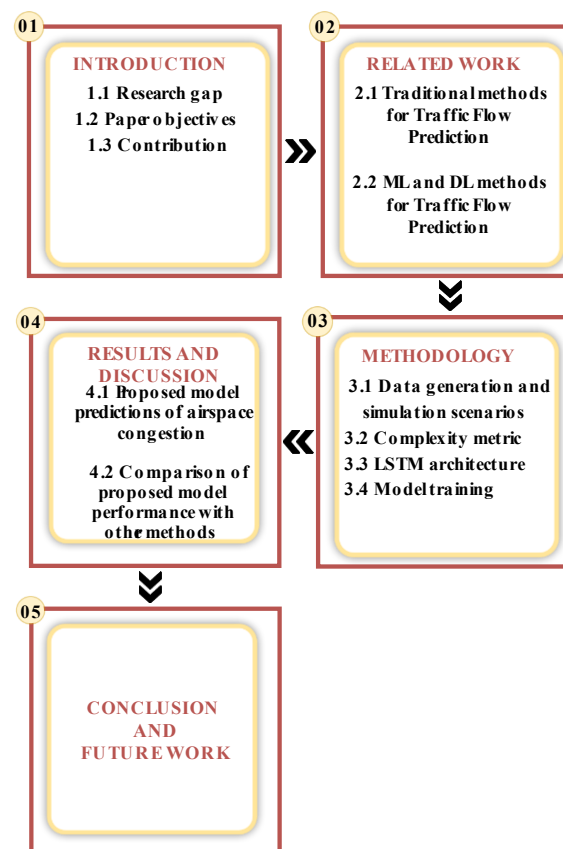 01
INTRODUCTION
1.1 Research gap
1.2 Paper objectives
1.3 Contribution
02
RELATED WORK
2.1 Traditional methods
for Traffic Flow
Prediction
2.2 ML and DL methods
for Traffic Flow
Prediction
03
METHODOLOGY
3.1 Data generation and
simulation scenarios
3.2 Complexity metric
3.3 LSTM architecture
3.4 Model training
04
RESULTS AND
DISCUSSION
4.1 Proposed model
predictions of airspace
congestion
4.2 Comparison of
proposed model
performance with
other methods
05
CONCLUSION
AND
FUTURE WORK